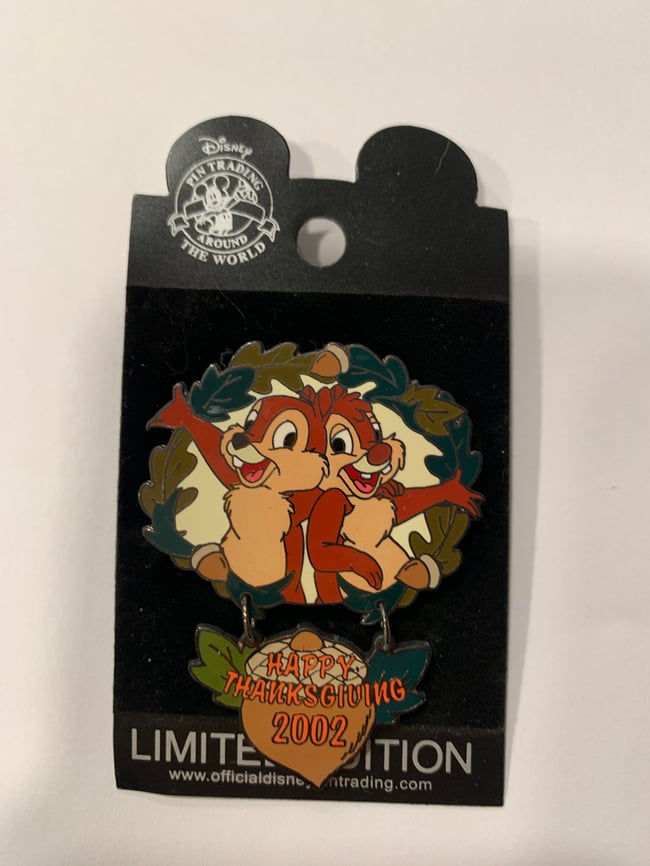 Disney
PIN TRADING
AROUND
THE WORLD
HAPPY
THANKSGIVING
2002
LIMITED EDITION
www.officialdisneypintrading.com